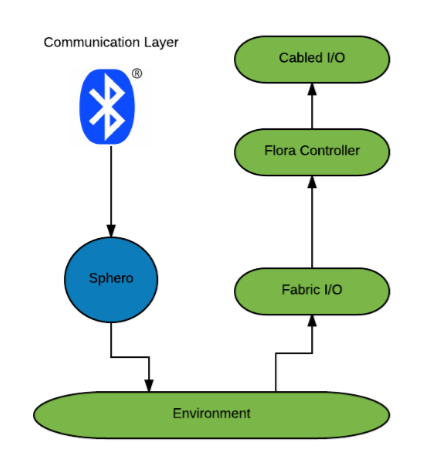 Communication Layer
®
Sphero
Cabled I/O
Flora Controller
Fabric I/O
Environment